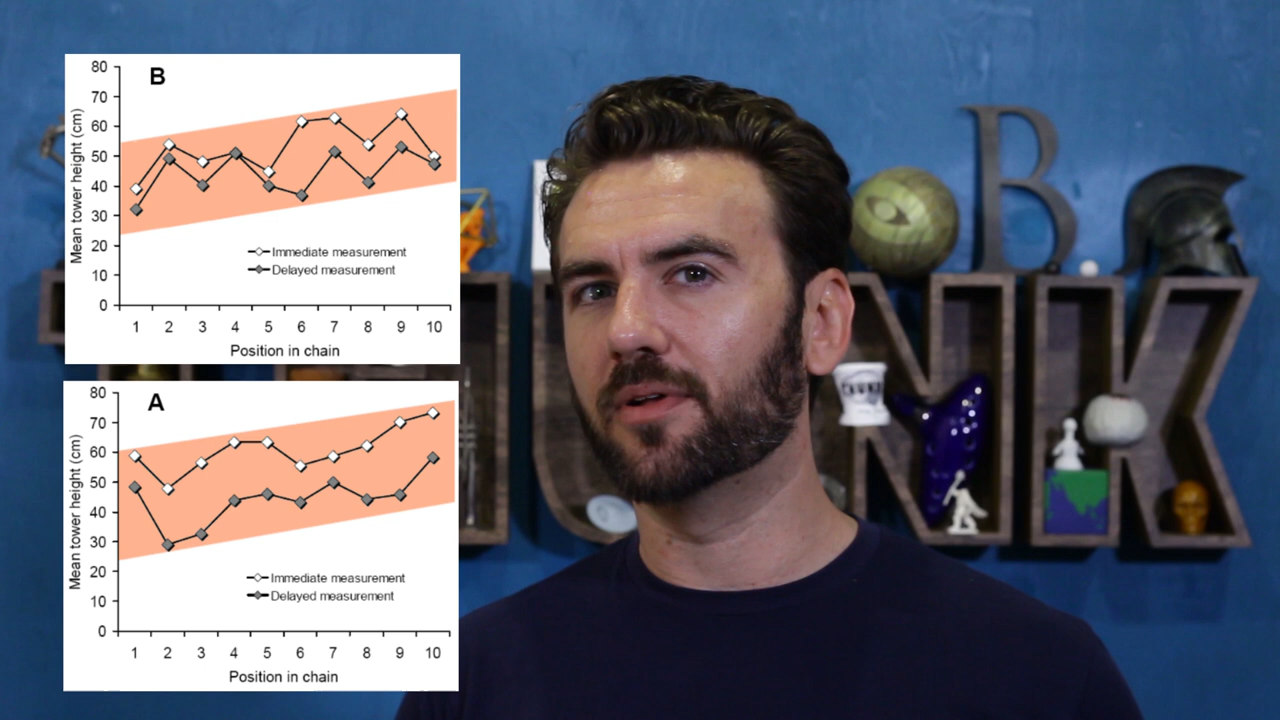 B
Mean tower height (cm)
80
70
60
50
40
30
20
10
0
Immediate measurement
Delayed measurement
1 2 3 4 5 6 7 8 9 10
Position in chain
A
Mean tower height (cm)
80
70
60
50
40
30
20
10
0
Immediate measurement
Delayed measurement
1 2 3 4 5 6 7 8 9 10
Position in chain
B
UNK
THUNK